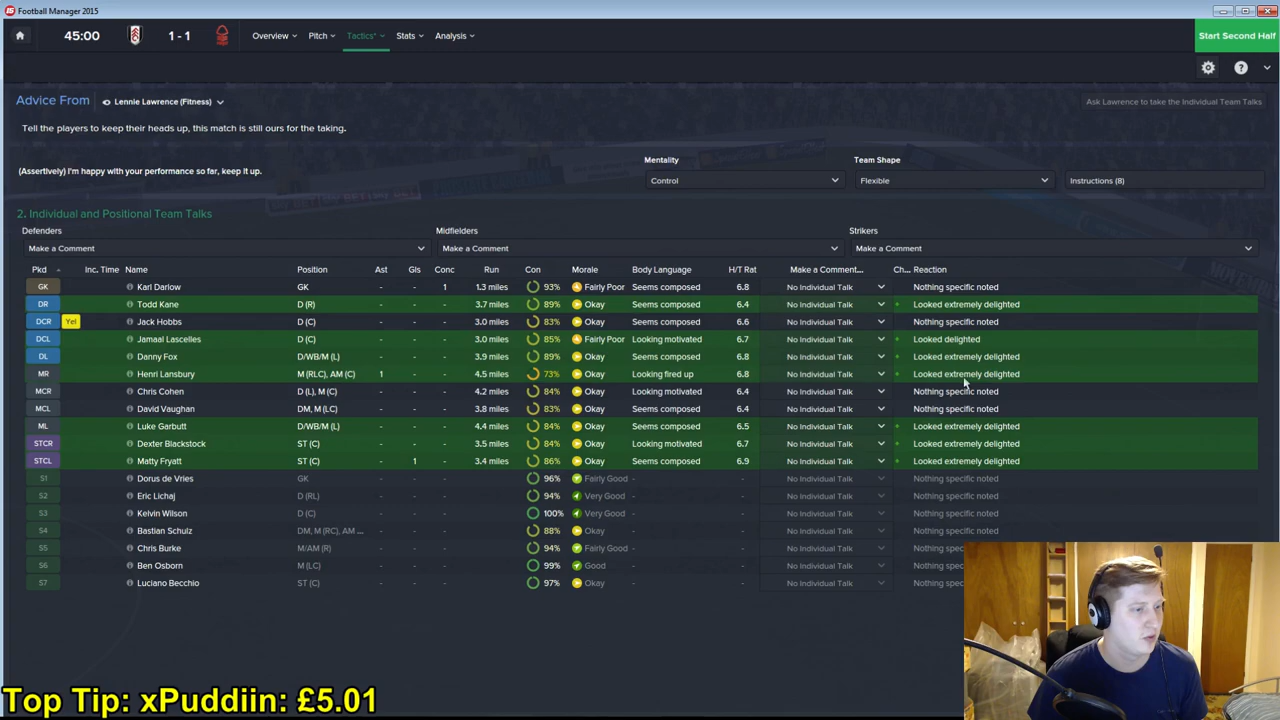 15 Football Manager 2015
45:00 1 - 1 Overview Pitch Tactics* Stats Analysis Start Second Half
Advice From Lennie Lawrence (Fitness) Ask Lawrence to take the Individual Team Talks
Tell the players to keep their heads up, this match is still ours for the taking.
Mentality Team Shape
(Assertively) I'm happy with your performance so far, keep it up. Control Flexible Instructions (8)
2. Individual and Positional Team Talks
Defenders Midfielders Strikers
Make a Comment Make a Comment Make a Comment
Pkd Inc. Time Name Position Ast Gls Conc Run Con Morale Body Language H/T Rat Make a Comment... Ch... Reaction
GK Karl Darlow GK - - 1 1.3 miles 93% Fairly Poor Seems composed 6.8 No Individual Talk Nothing specific noted
DR Todd Kane D (R) - - - 3.7 miles 89% Okay Seems composed 6.4 No Individual Talk Looked extremely delighted
DCR Yel Jack Hobbs D (C) - - - 3.0 miles 83% Okay Seems composed 6.6 No Individual Talk Nothing specific noted
DCL Jamaal Lascelles D (C) - - - 3.0 miles 85% Fairly Poor Looking motivated 6.7 No Individual Talk Looked delighted
DL Danny Fox D/WB/M (L) - - - 3.9 miles 89% Okay Seems composed 6.8 No Individual Talk Looked extremely delighted
MR Henri Lansbury M (RLC), AM (C) 1 - - 4.5 miles 73% Okay Looking fired up 6.8 No Individual Talk Looked extremely delighted
MCR Chris Cohen D (L), M (C) - - - 4.2 miles 84% Okay Looking motivated 6.4 No Individual Talk Nothing specific noted
MCL David Vaughan DM, M (LC) - - - 3.8 miles 83% Okay Seems composed 6.4 No Individual Talk Nothing specific noted
ML Luke Garbutt D/WB/M (L) - - - 4.4 miles 84% Okay Seems composed 6.5 No Individual Talk Looked extremely delighted
STCR Dexter Blackstock ST (C) - - - 3.5 miles 84% Okay Looking motivated 6.7 No Individual Talk Looked extremely delighted
STCL Matty Fryatt ST (C) - 1 - 3.4 miles 86% Okay Seems composed 6.9 No Individual Talk Looked extremely delighted
S1 Dorus de Vries GK - - - - 96% Fairly Good - - No Individual Talk Nothing specific noted
S2 Eric Lichaj D (RL) - - - - 94% Very Good - - No Individual Talk Nothing specific noted
S3 Kelvin Wilson D (C) - - - - 100% Very Good - - No Individual Talk Nothing specific noted
S4 Bastian Schulz DM, M (RC), AM ... - - - - 88% Okay - - No Individual Talk Nothing specific noted
S5 Chris Burke M/AM (R) - - - - 94% Fairly Good - - No Individual Talk Nothing specific
S6 Ben Osborn M (LC) - - - - 99% Good - - No Individual Talk Nothing specific
S7 Luciano Becchio ST (C) - - - - 97% Okay - - No Individual Talk Nothing specific
Top Tip: xPuddiin: £5.01